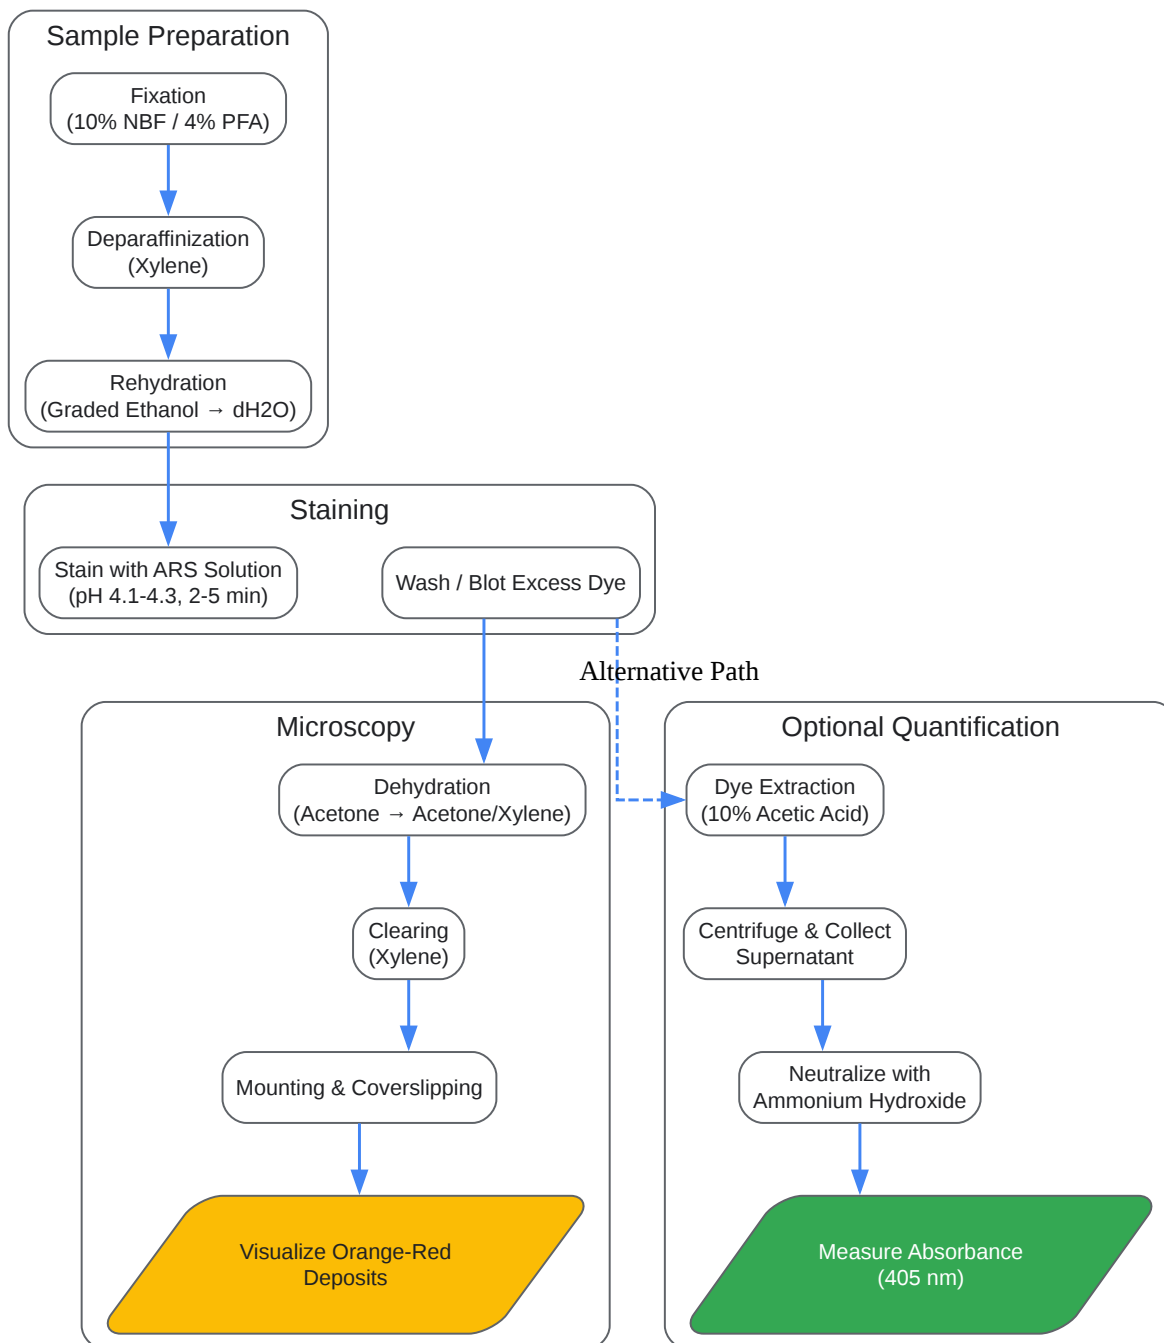 Sample Preparation
Fixation
(10% NBF / 4% PFA)
Deparaffinization
(Xylene)
Rehydration
(Graded Ethanol → dH2O)
Staining
Stain with ARS Solution
(pH 4.1-4.3, 2-5 min)
Wash / Blot Excess Dye
Alternative Path
Microscopy
Dehydration
(Acetone → Acetone/Xylene)
Clearing
(Xylene)
Mounting & Coverslipping
Visualize Orange-Red
Deposits
Optional Quantification
Dye Extraction
(10% Acetic Acid)
Centrifuge & Collect
Supernatant
Neutralize with
Ammonium Hydroxide
Measure Absorbance
(405 nm)